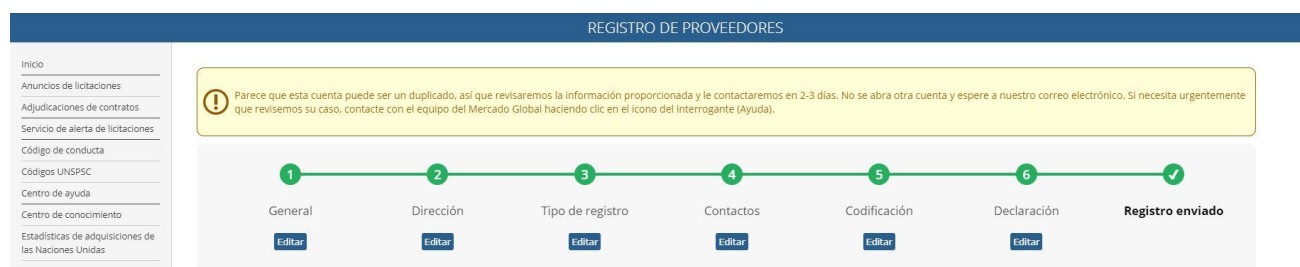 REGISTRO DE PROVEEDORES
Inicio
Anuncios de licitaciones
Adjudicaciones de contratos
Servicio de alerta de licitaciones
Código de conducta
Códigos UNSPSC
Centro de ayuda
Centro de conocimiento
Estadísticas de adquisiciones de
las Naciones Unidas
Parece que esta cuenta puede ser un duplicado, así que revisaremos la información proporcionada y le contactaremos en 2-3 días. No se abra otra cuenta y espere a nuestro correo electrónico. Si necesita urgentemente
que revisemos su caso, contacte con el equipo del Mercado Global haciendo clic en el icono del interrogante (Ayuda).
1 2 3 4 5 6
General Dirección Tipo de registro Contactos Codificación Declaración Registro enviado
Editar Editar Editar Editar Editar Editar